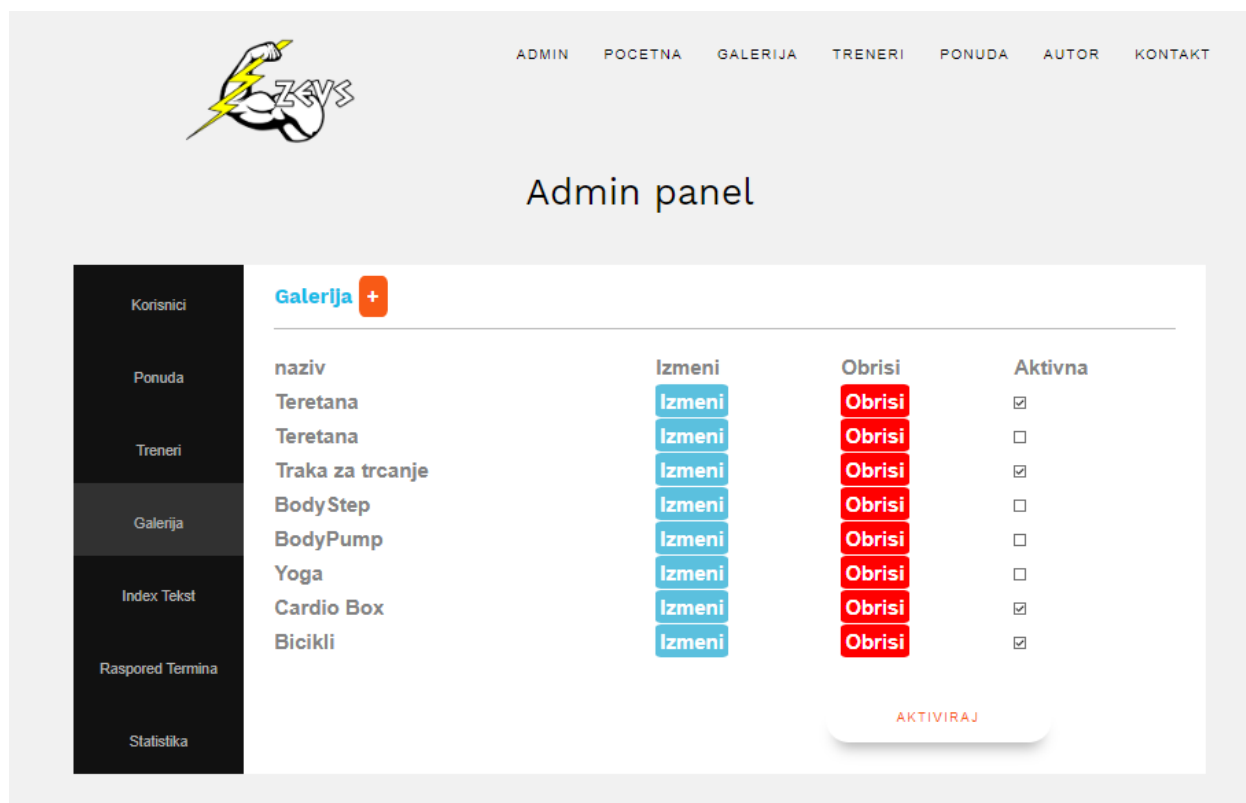 ZEVS
ADMIN POCETNA GALERIJA TRENERI PONUDA AUTOR KONTAKT
Admin panel
Korisnici
Ponuda
Treneri
Galerija
Index Tekst
Raspored Termina
Statistika
Galerija +
naziv Izmeni Obrisi Aktivna
Teretana Izmeni Obrisi
Teretana Izmeni Obrisi
Traka za trcanje Izmeni Obrisi
BodyStep Izmeni Obrisi
BodyPump Izmeni Obrisi
Yoga Izmeni Obrisi
Cardio Box Izmeni Obrisi
Bicikli Izmeni Obrisi
AKTIVIRAJ